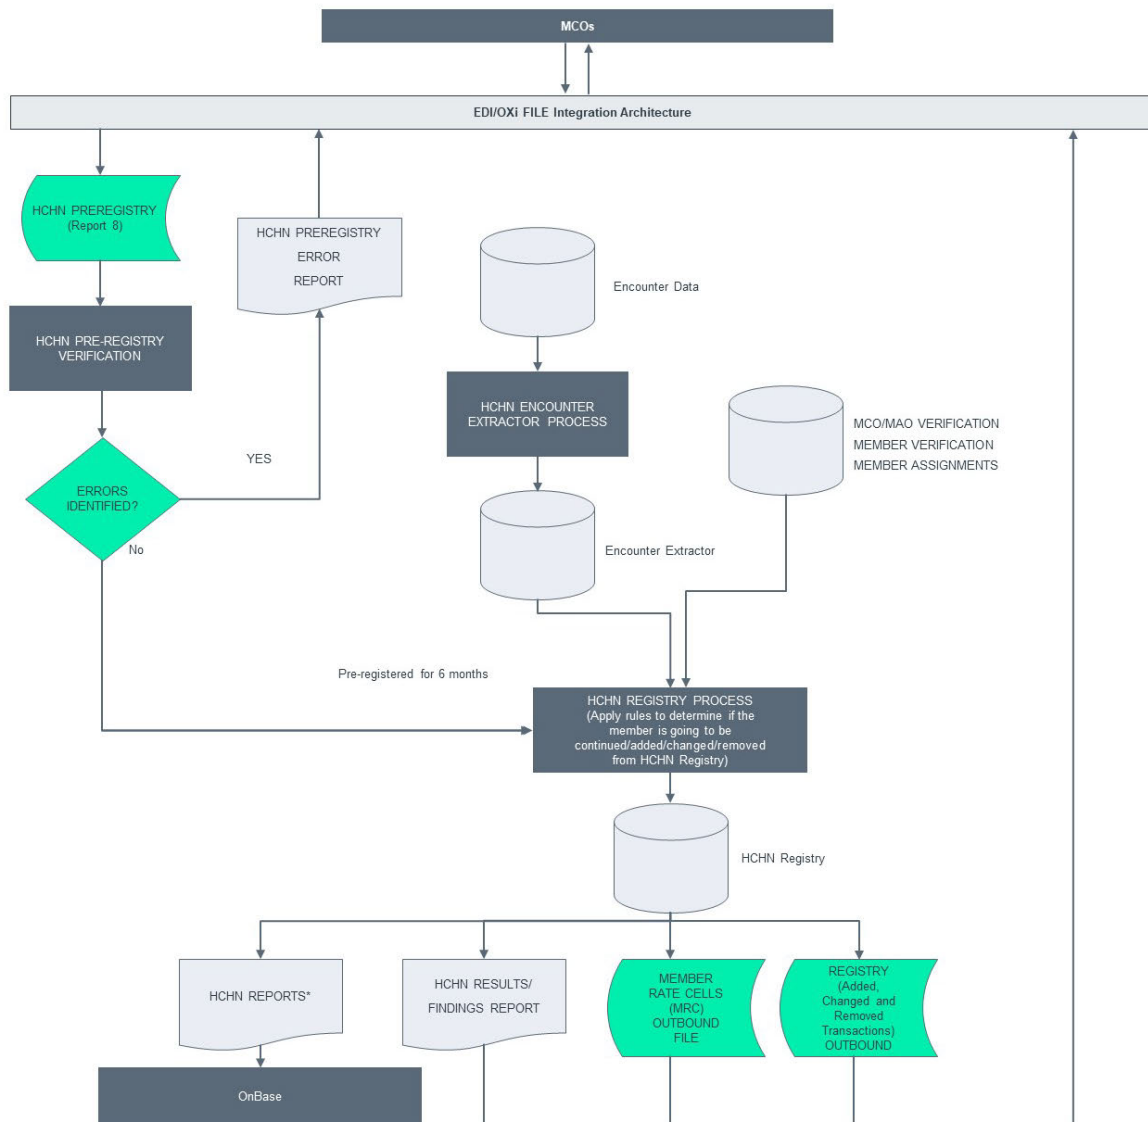 MCOs
EDI/OXi FILE Integration Architecture
HCHN PREREGISTRY
(Report 8)
HCHN PREREGISTRY
ERROR
REPORT
Encounter Data
HCHN PRE-REGISTRY
VERIFICATION
HCHN ENCOUNTER
EXTRACTOR PROCESS
MCO/MAO VERIFICATION
MEMBER VERIFICATION
MEMBER ASSIGNMENTS
YES
ERRORS
IDENTIFIED?
No
Encounter Extractor
Pre-registered for 6 months
HCHN REGISTRY PROCESS
(Apply rules to determine if the
member is going to be
continued/added/changed/removed
from HCHN Registry)
HCHN Registry
HCHN REPORTS*
HCHN RESULTS/
FINDINGS REPORT
MEMBER
RATE CELLS
(MRC)
OUTBOUND
FILE
REGISTRY
(Added,
Changed and
Removed
Transactions)
OUTBOUND
OnBase